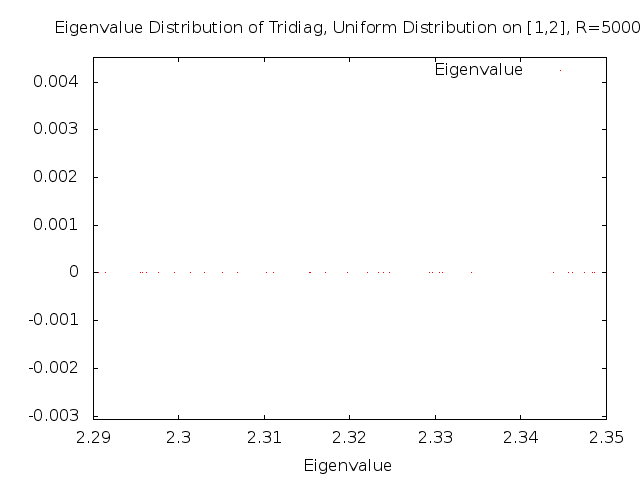 Eigenvalue Distribution of Tridiag, Uniform Distribution on [1,2], R=5000
Eigenvalue
0.004
0.003
0.002
0.001
0
-0.001
-0.002
-0.003
2.29 2.3 2.31 2.32 2.33 2.34 2.35
Eigenvalue